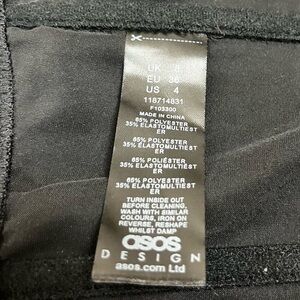 UK 8
EU 36
US 4
118714831
F103300
MADE IN CHINA
65% POLYESTER
35% ELASTOMULTIEST
ER
65% POLYESTER
35% ELASTOMULTIEST
ER
65% POLIÉSTER
35% ELASTOMULTIEST
ER
65% POLYESTER
35% ELASTOMULTIEST
ER
TURN INSIDE OUT
BEFORE CLEANING,
WASH WITH SIMILAR
COLOURS, IRON ON
REVERSE, RESHAPE
WHILST DAMP
asos
DESIGN
asos.com Ltd